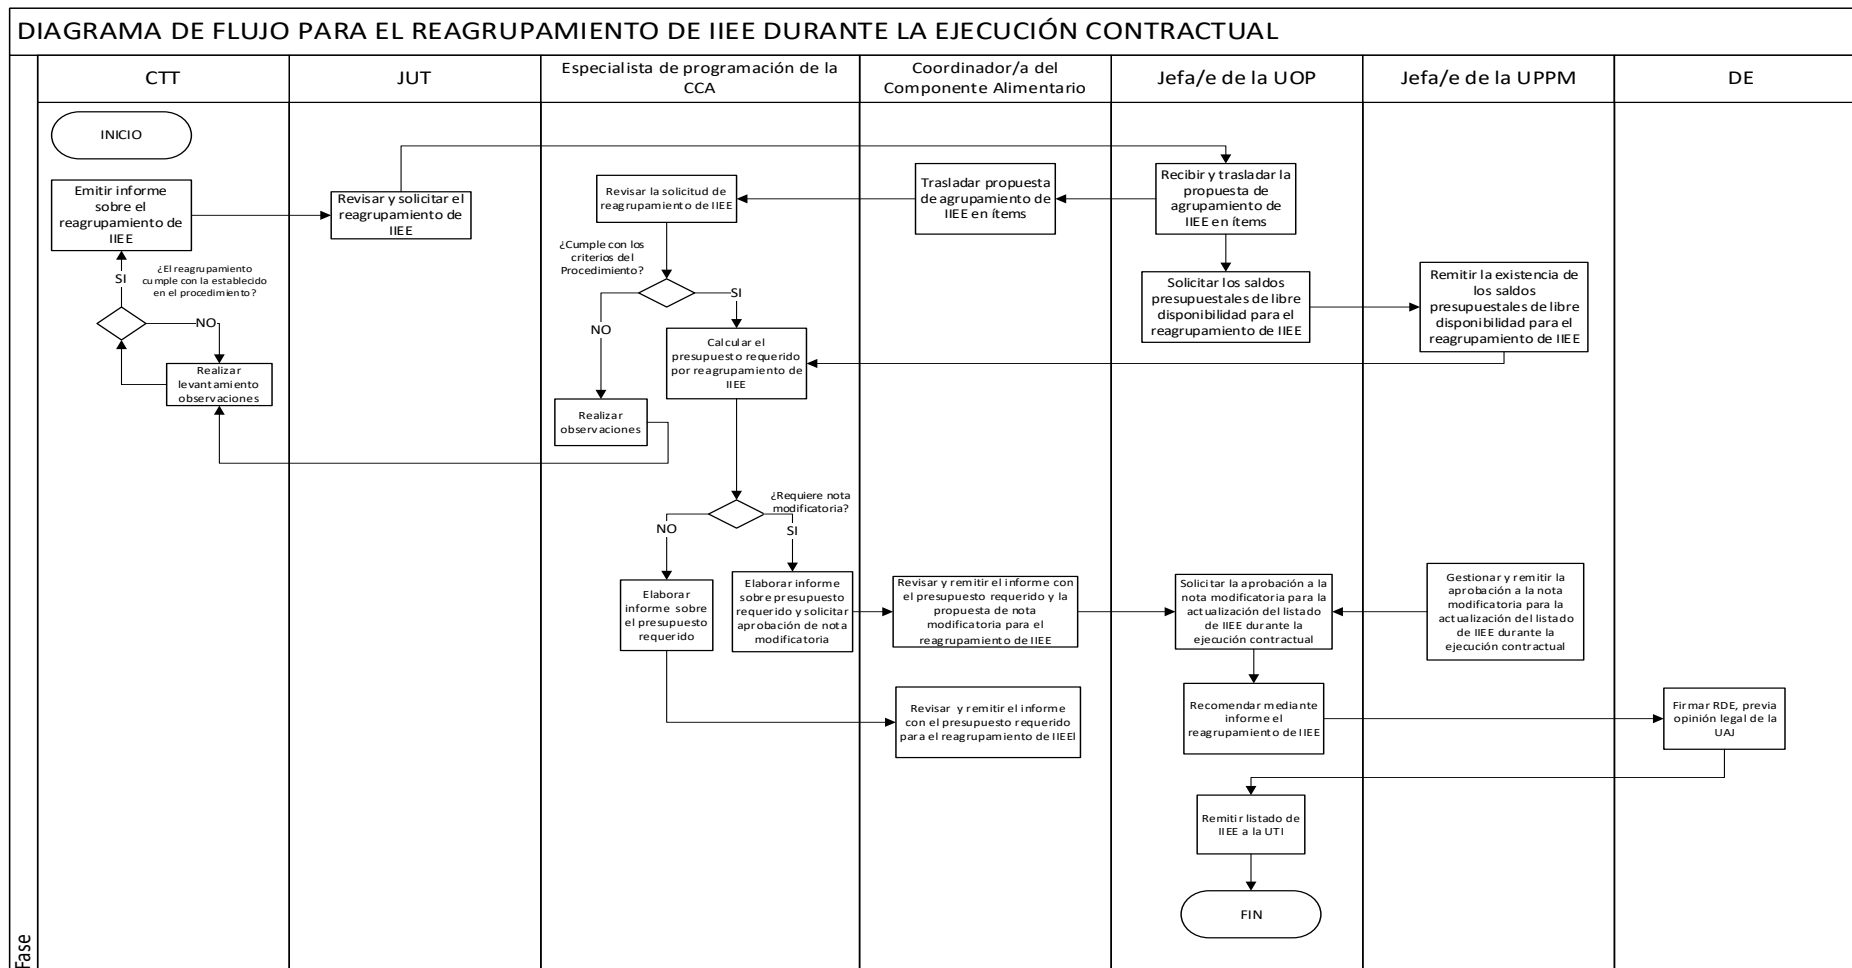 DIAGRAMA DE FLUJO PARA EL REAGRUPAMIENTO DE IIEE DURANTE LA EJECUCIÓN CONTRACTUAL
CTT
JUT
Especialista de programación de la
CCA
Coordinador/a del
Componente Alimentario
Jefa/e de la UOP
Jefa/e de la UPPM
DE
INICIO
Emitir informe
sobre el
reagrupamiento de
IIEE
Revisar y solicitar el
reagrupamiento de
IIEE
Revisar la solicitud de
reagrupamiento de IIEE
Trasladar propuesta
de agrupamiento de
IIEE en ítems
Recibir y trasladar la
propuesta de
agrupamiento de
IIEE en ítems
SI
¿El reagrupamiento
cumple con la establecido
en el procedimiento?
NO
Realizar
levantamiento
observaciones
¿Cumple con los
criterios del
Procedimiento?
SI
NO
Calcular el
presupuesto requerido
por reagrupamiento de
IIEE
Realizar
observaciones
Solicitar los saldos
presupuestales de libre
disponibilidad para el
reagrupamiento de IIEE
Remitir la existencia de
los saldos
presupuestales de libre
disponibilidad para el
reagrupamiento de IIEE
¿Requiere nota
modificatoria?
NO
SI
Elaborar
informe sobre
el presupuesto
requerido
Elaborar informe
sobre presupuesto
requerido y solicitar
aprobación de nota
modificatoria
Revisar y remitir el informe con
el presupuesto requerido y la
propuesta de nota
modificatoria para el
reagrupamiento de IIEE
Solicitar la aprobación a la
nota modificatoria para la
actualización del listado
de IIEE durante la
ejecución contractual
Gestionar y remitir la
aprobación a la nota
modificatoria para la
actualización del listado
de IIEE durante la
ejecución contractual
Revisar y remitir el informe
con el presupuesto requerido
para el reagrupamiento de IIEEl
Recomendar mediante
informe el
reagrupamiento de IIEE
Firmar RDE, previa
opinión legal de la
UAJ
Remitir listado de
IIEE a la UTI
FIN
Fase